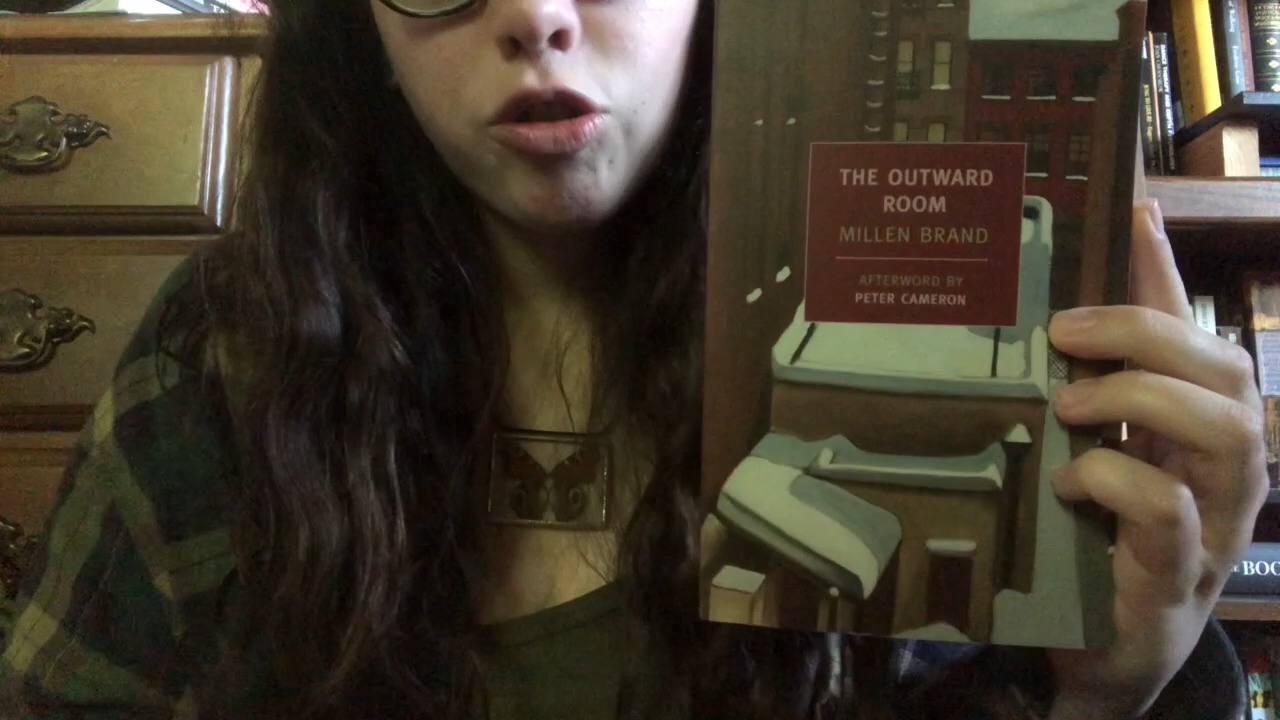 THE OUTWARD
ROOM
MILLEN BRAND
AFTERWORD BY
PETER CAMERON
BOO